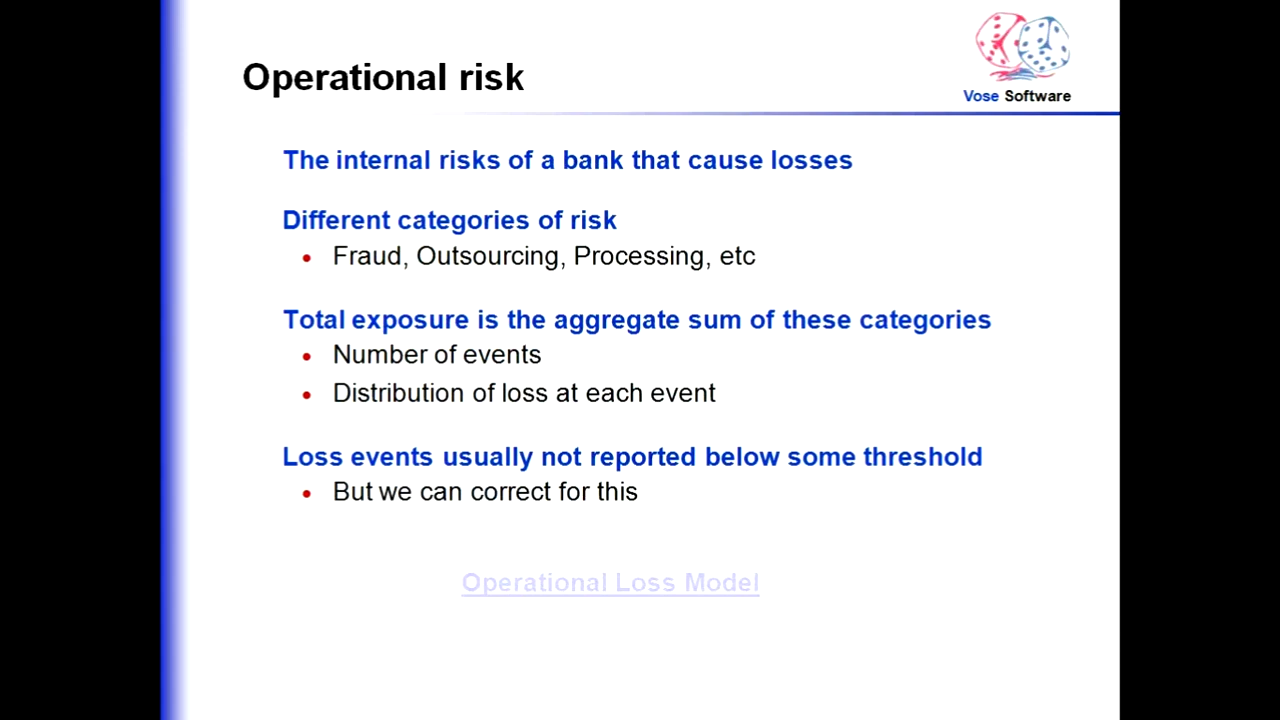 Operational risk
Vose Software
The internal risks of a bank that cause losses
Different categories of risk
• Fraud, Outsourcing, Processing, etc
Total exposure is the aggregate sum of these categories
• Number of events
• Distribution of loss at each event
Loss events usually not reported below some threshold
• But we can correct for this
Operational Loss Model